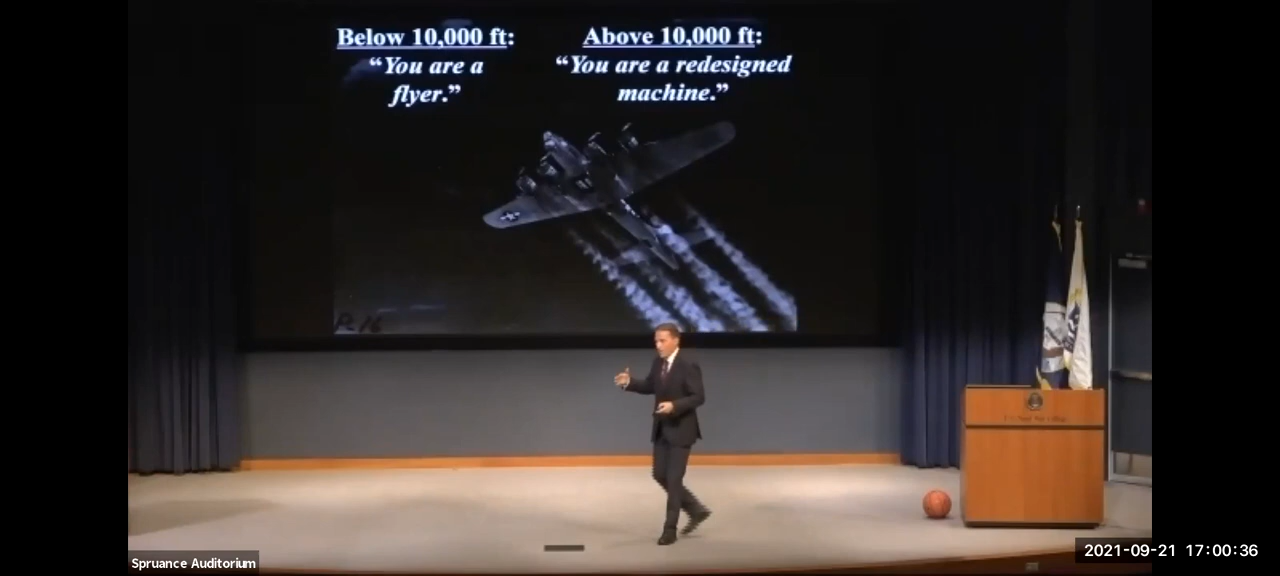 Below 10,000 ft:
“You are a
flyer.”
Above 10,000 ft:
“You are a redesigned
machine.”
Spruance Auditorium
2021-09-21 17:00:36